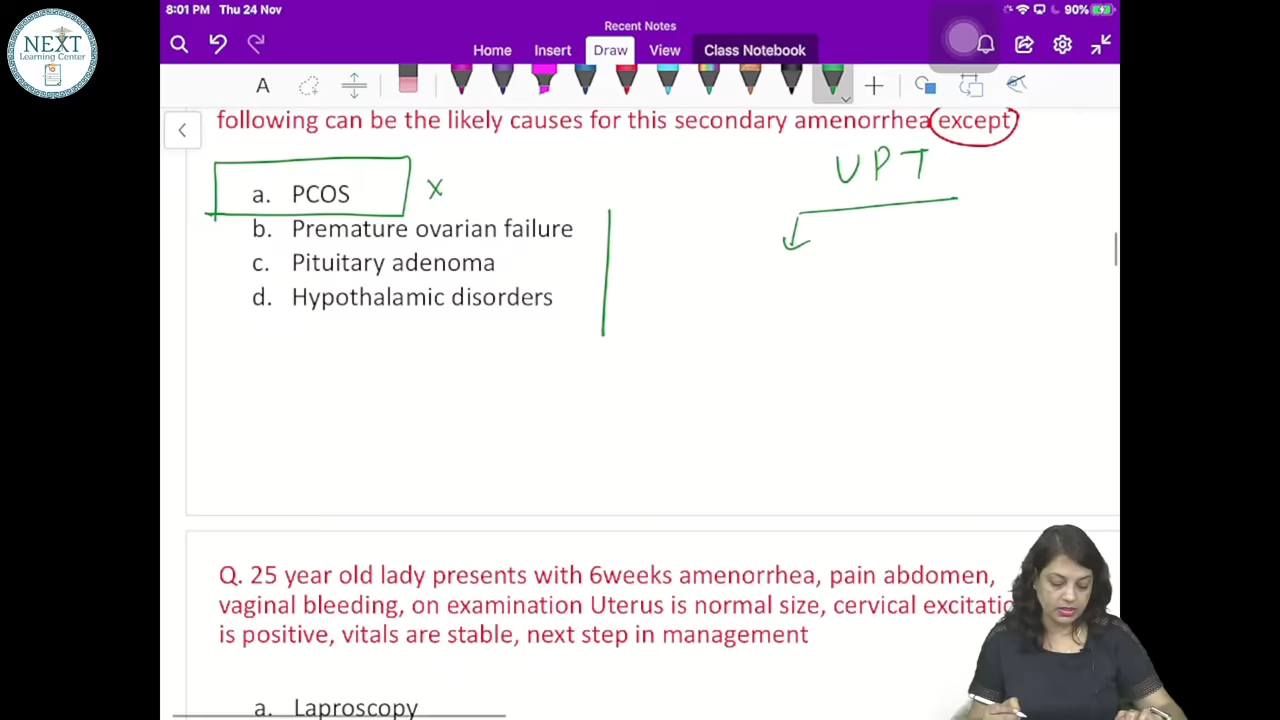 8:01 PM Thu 24 Nov
90%
NEXT
Learning Center
Recent Notes
Home Insert Draw View Class Notebook
A
following can be the likely causes for this secondary amenorrhea except
UPT
a. PCOS x
b. Premature ovarian failure
c. Pituitary adenoma
d. Hypothalamic disorders
Q. 25 year old lady presents with 6weeks amenorrhea, pain abdomen,
vaginal bleeding, on examination Uterus is normal size, cervical
is positive, vitals are stable, next step in management
a. Laproscopy